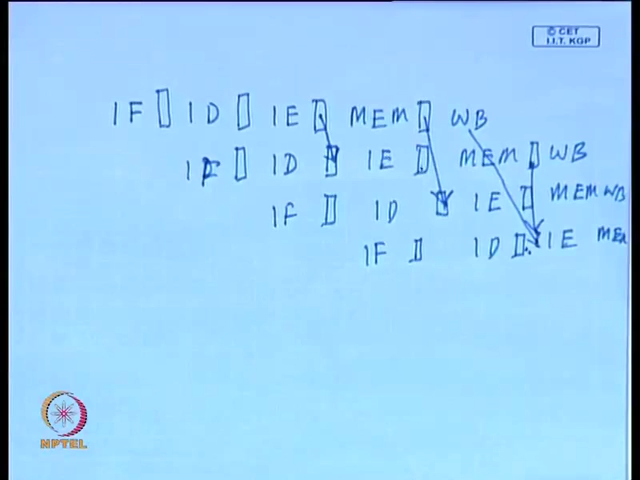 © CET
I.I.T. KGP
IF ID IE MEM WB
IF ID IE MEM WB
IF ID IE MEM WB
IF ID IE MEM
NPTEL